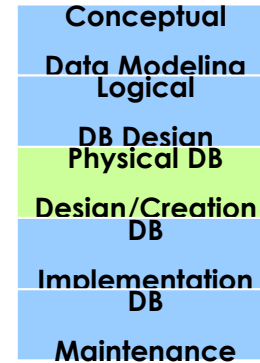 Conceptual
Data Modeling
Logical
DB Design
Physical DB
Design/Creation
DB
Implementation
DB
Maintenance